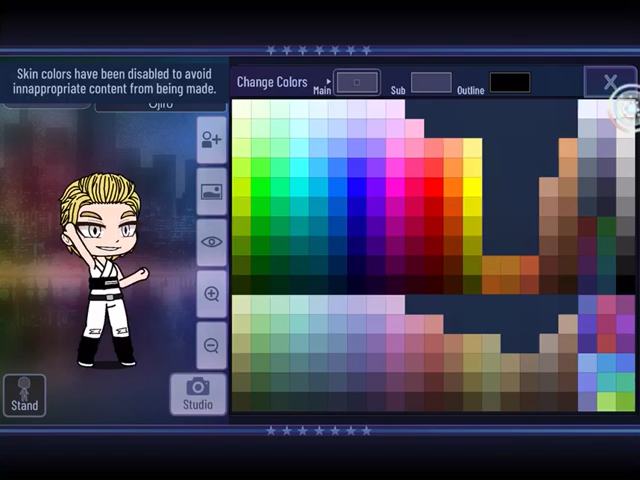 Skin colors have been disabled to avoid
innappropriate content from being made.
Ojiro
Change Colors
Main
Sub
Outline
X
Stand
Studio